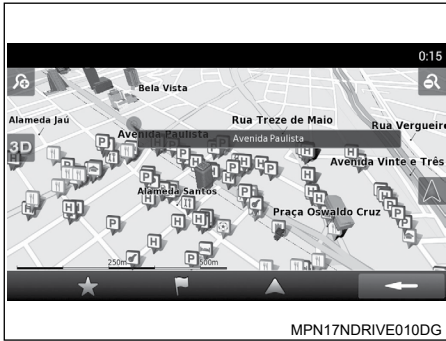 0:15
Bela Vista
Alameda Jaú
Rua Treze de Maio
Rua Vergueir
Avenida Paulista
Avenida Paulista
3D
Avenida Vinte e Três
Alameda Santos
Praça Oswaldo Cruz
250m
500m
MPN17NDRIVE010DG